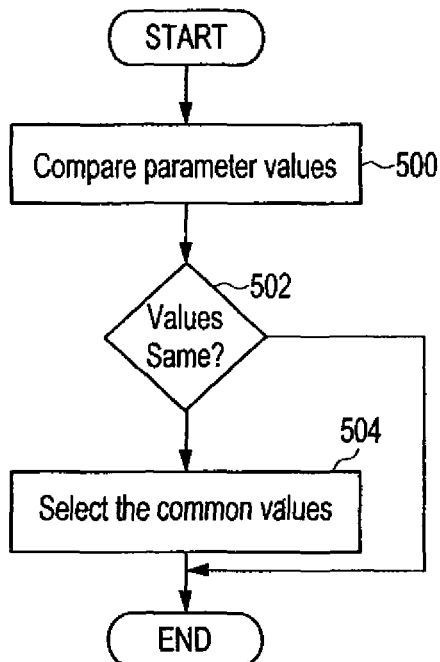 START
Compare parameter values 500
502
Values
Same?
504
Select the common values
END